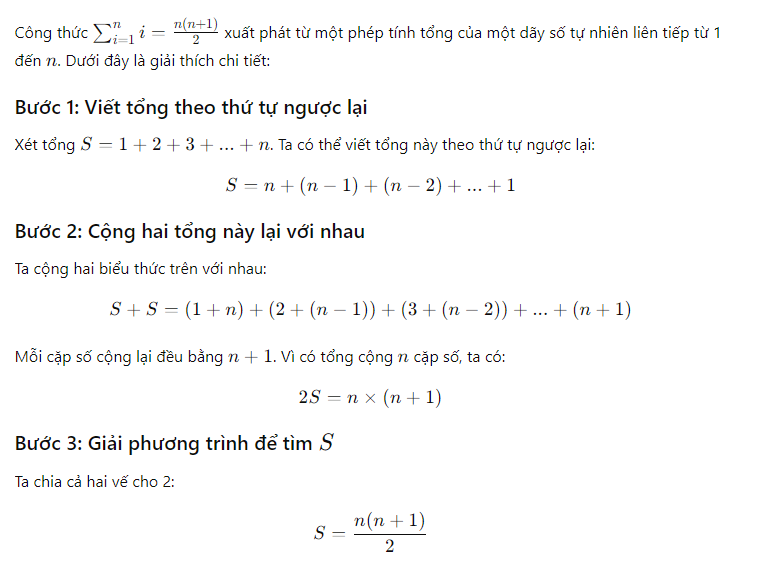 Công thức $\sum_{i=1}^{n} i = \frac{n(n+1)}{2}$ xuất phát từ một phép tính tổng của một dãy số tự nhiên liên tiếp từ 1
đến $n$. Dưới đây là giải thích chi tiết:
Bước 1: Viết tổng theo thứ tự ngược lại
Xét tổng $S = 1 + 2 + 3 + ... + n$. Ta có thể viết tổng này theo thứ tự ngược lại:
$S = n + (n - 1) + (n - 2) + ... + 1$
Bước 2: Cộng hai tổng này lại với nhau
Ta cộng hai biểu thức trên với nhau:
$S + S = (1 + n) + (2 + (n - 1)) + (3 + (n - 2)) + ... + (n + 1)$
Mỗi cặp số cộng lại đều bằng $n + 1$. Vì có tổng cộng $n$ cặp số, ta có:
$2S = n \times (n + 1)$
Bước 3: Giải phương trình để tìm $S$
Ta chia cả hai vế cho 2:
$S = \frac{n(n + 1)}{2}$